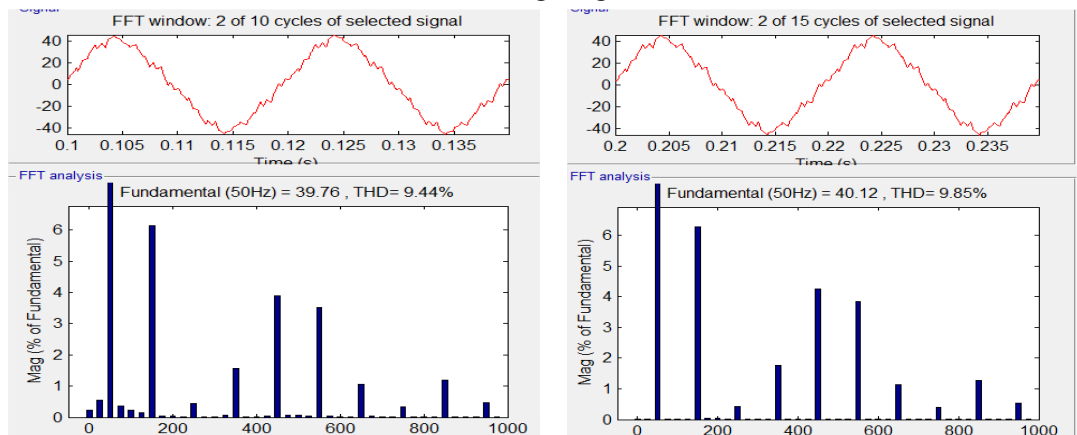 Signal
FFT window: 2 of 10 cycles of selected signal
40
20
0
-20
-40
0.1 0.105 0.11 0.115 0.12 0.125 0.13 0.135
Time (s)
FFT analysis
Fundamental (50Hz) = 39.76 , THD= 9.44%
Mag (% of Fundamental)
6
5
4
3
2
1
0
0 200 400 600 800 1000
Signal
FFT window: 2 of 15 cycles of selected signal
40
20
0
-20
-40
0.2 0.205 0.21 0.215 0.22 0.225 0.23 0.235
Time (s)
FFT analysis
Fundamental (50Hz) = 40.12 , THD= 9.85%
Mag (% of Fundamental)
6
5
4
3
2
1
0
0 200 400 600 800 1000